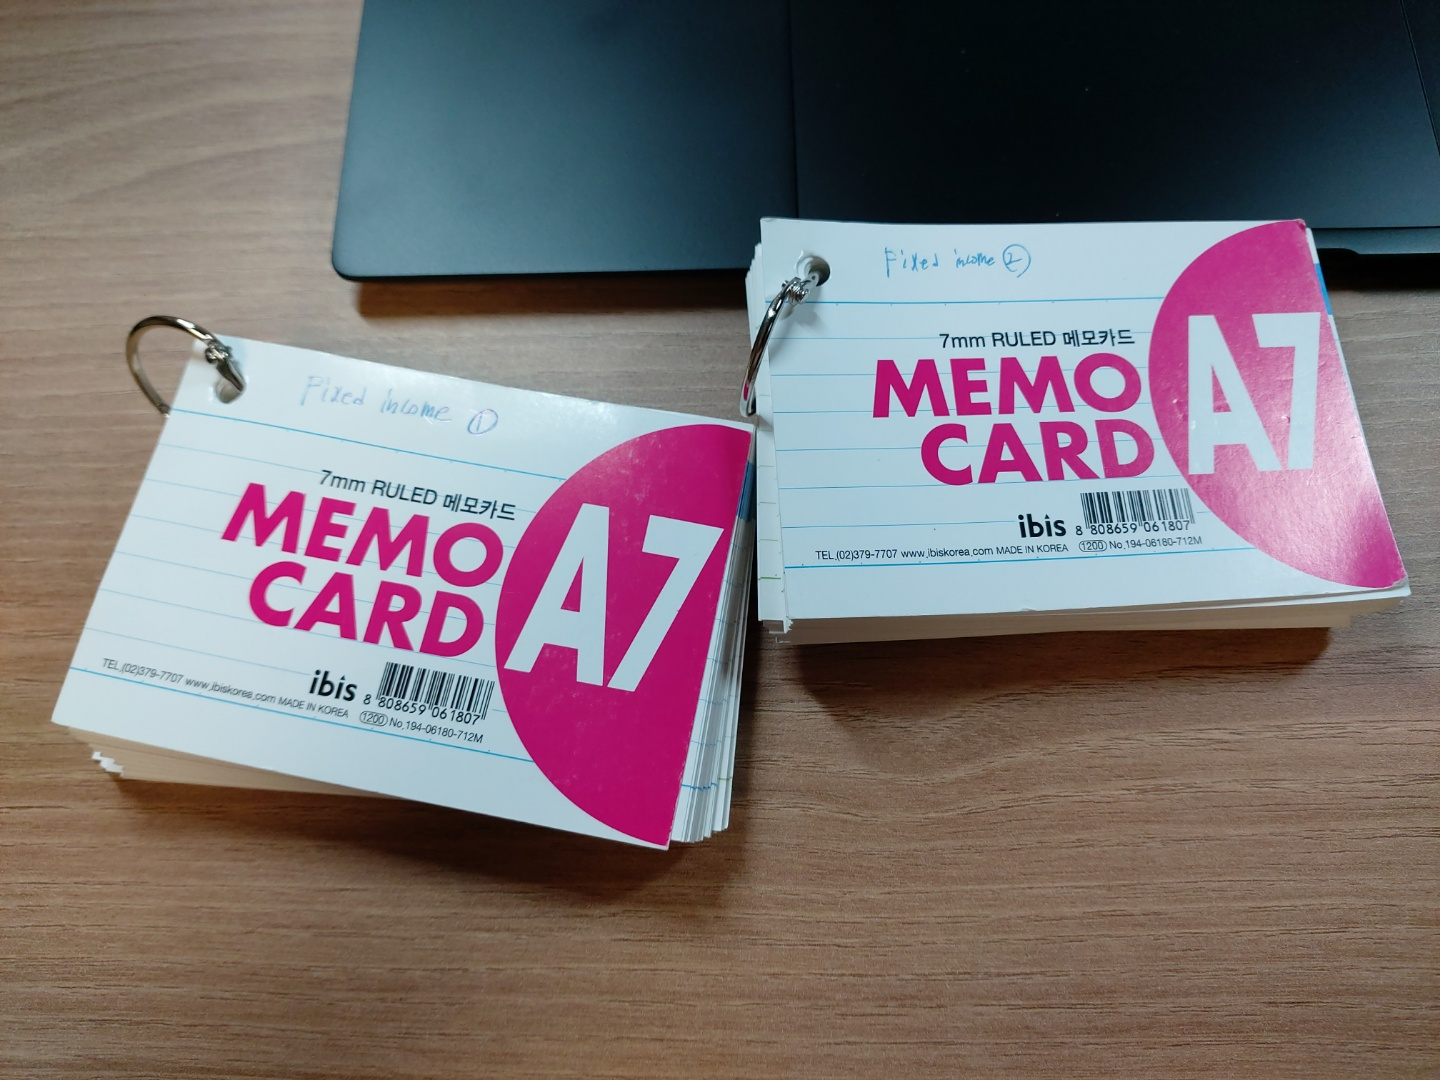 Fixed income ①
7mm RULED 메모카드
MEMO
CARD
A7
ibis
8 808659 061807
TEL.(02)379-7707 www.ibiskorea.com MADE IN KOREA 1200 No.194-06180-712M
Fixed income ②
7mm RULED 메모카드
MEMO
CARD
A7
ibis
8 808659 061807
TEL.(02)379-7707 www.ibiskorea.com MADE IN KOREA 1200 No.194-06180-712M